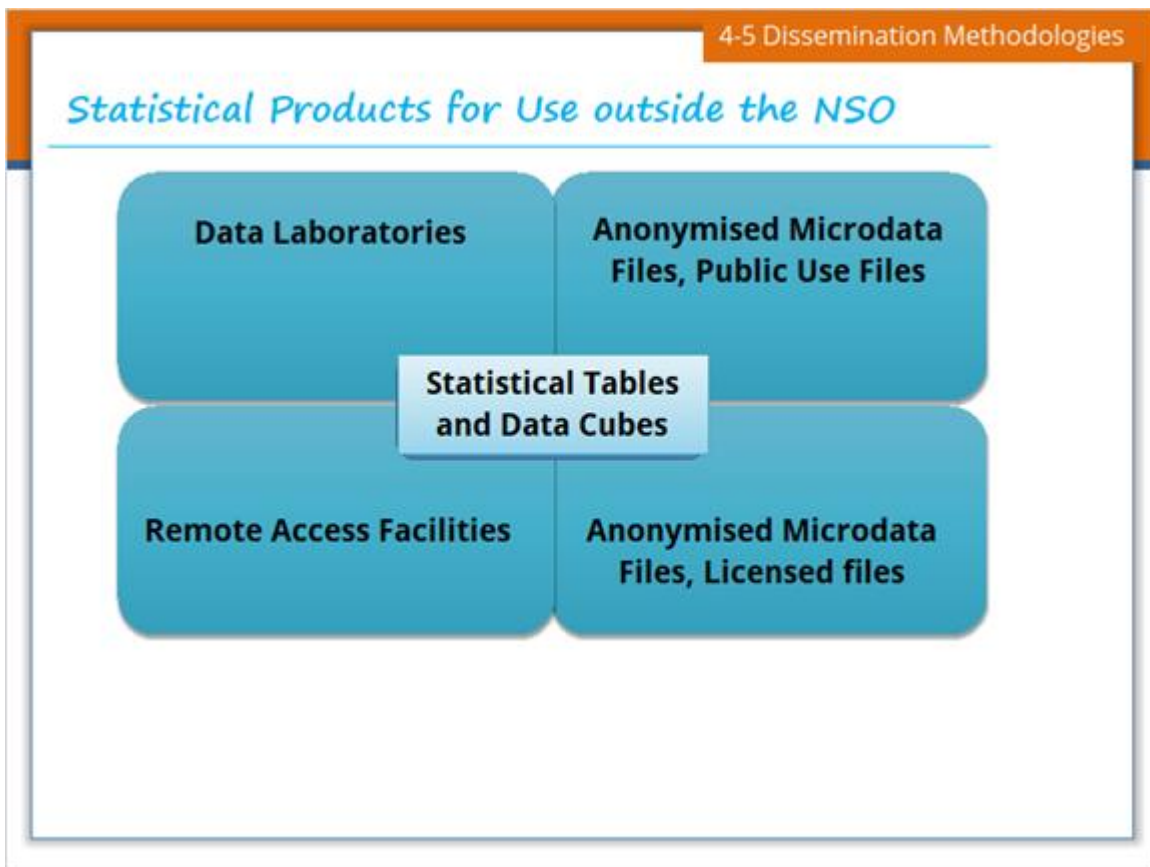 4-5 Dissemination Methodologies
Statistical Products for Use outside the NSO
Data Laboratories
Anonymised Microdata
Files, Public Use Files
Statistical Tables
and Data Cubes
Remote Access Facilities
Anonymised Microdata
Files, Licensed files